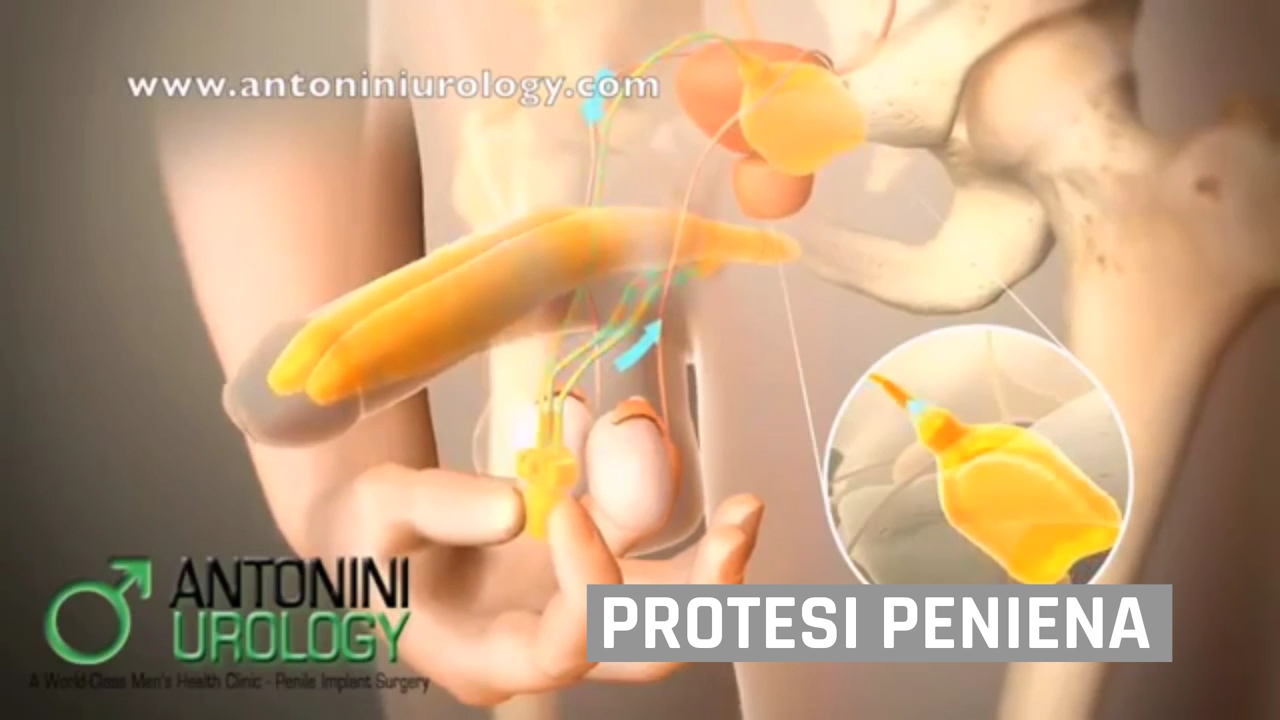 www.antoniniurology.com
ANTONINI
UROLOGY
A World-Class Men's Health Clinic - Penile Implant Surgery
PROTESI PENIENA